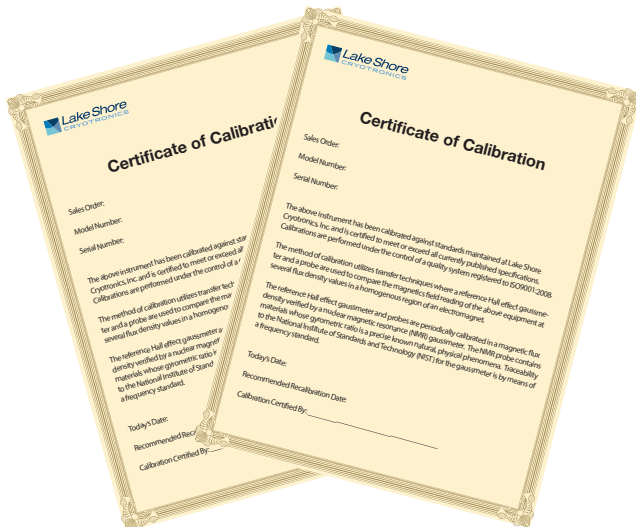 Lake Shore
CRYOTRONICS
Certificate of Calibratio
Sales Order:
Model Number:
Serial Number:
The above instrument has been calibrated against stan
Cryotronics, Inc. and is certified to meet or exceed all
Calibrations are performed under the control of a
The method of calibration utilizes transfer tech
ter and a probe are used to compare the ma
several flux density values in a homogeno
The reference Hall effect gaussmeter a
density verified by a nuclear magne
materials whose gyrometric ratio i
to the National Institute of Stand
a frequency standard.
Today's Date:
Recommended Recal
Calibration Certified By:
Lake Shore
CRYOTRONICS
Certificate of Calibration
Sales Order:
Model Number:
Serial Number:
The above instrument has been calibrated against standards maintained at Lake Shore
Cryotronics, Inc. and is certified to meet or exceed all currently published specifications.
Calibrations are performed under the control of a quality system registered to ISO9001-2008.
The method of calibration utilizes transfer techniques where a reference Hall effect gaussme-
ter and a probe are used to compare the magnetics field reading of the above equipment at
several flux density values in a homogenous region of an electromagnet.
The reference Hall effect gaussmeter and probes are periodically calibrated in a magnetic flux
density verified by a nuclear magnetic resonance (NMR) gaussmeter. The NMR probe contains
materials whose gyrometric ratio is a precise known natural, physical phenomena. Traceability
to the National Institute of Standards and Technology (NIST) for the gaussmeter is by means of
a frequency standard.
Today's Date:
Recommended Recalibration Date:
Calibration Certified By: